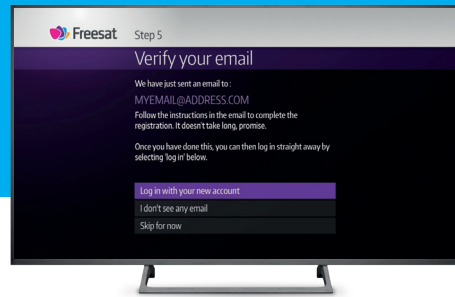 Freesat
Step 5
Verify your email
We have just sent an email to :
MYEMAIL@ADDRESS.COM
Follow the instructions in the email to complete the
registration. It doesn't take long, promise.
Once you have done this, you can then log in straight away by
selecting 'log in' below.
Log in with your new account
I don't see any email
Skip for now